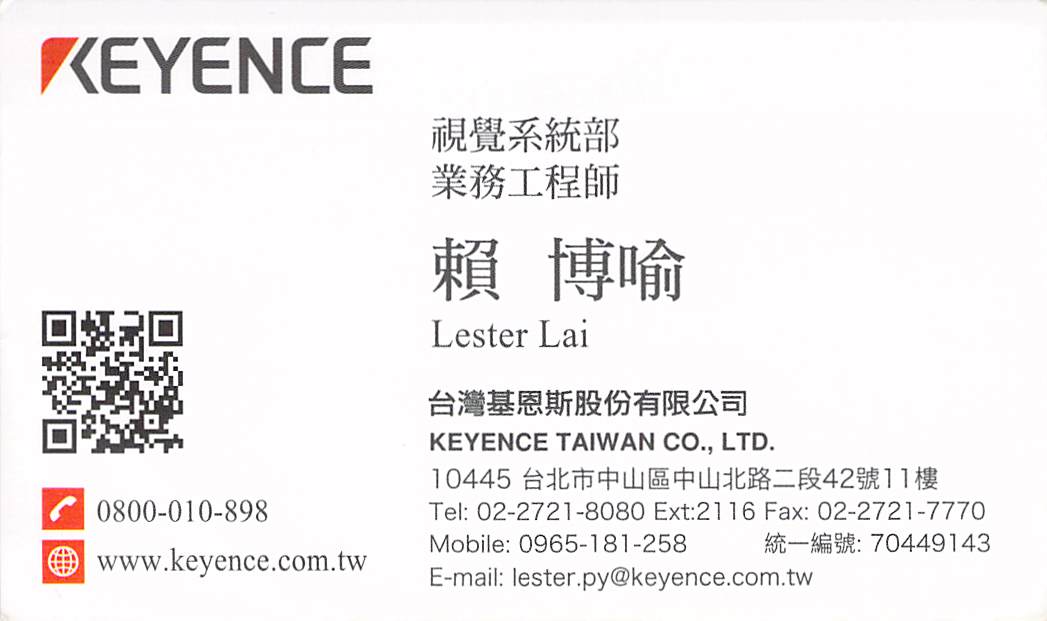 KEYENCE
視覺系統部
業務工程師
賴 博喻
Lester Lai
台灣基恩斯股份有限公司
KEYENCE TAIWAN CO., LTD.
10445 台北市中山區中山北路二段42號11樓
Tel: 02-2721-8080 Ext:2116 Fax: 02-2721-7770
Mobile: 0965-181-258 統一編號: 70449143
E-mail: lester.py@keyence.com.tw
0800-010-898
www.keyence.com.tw